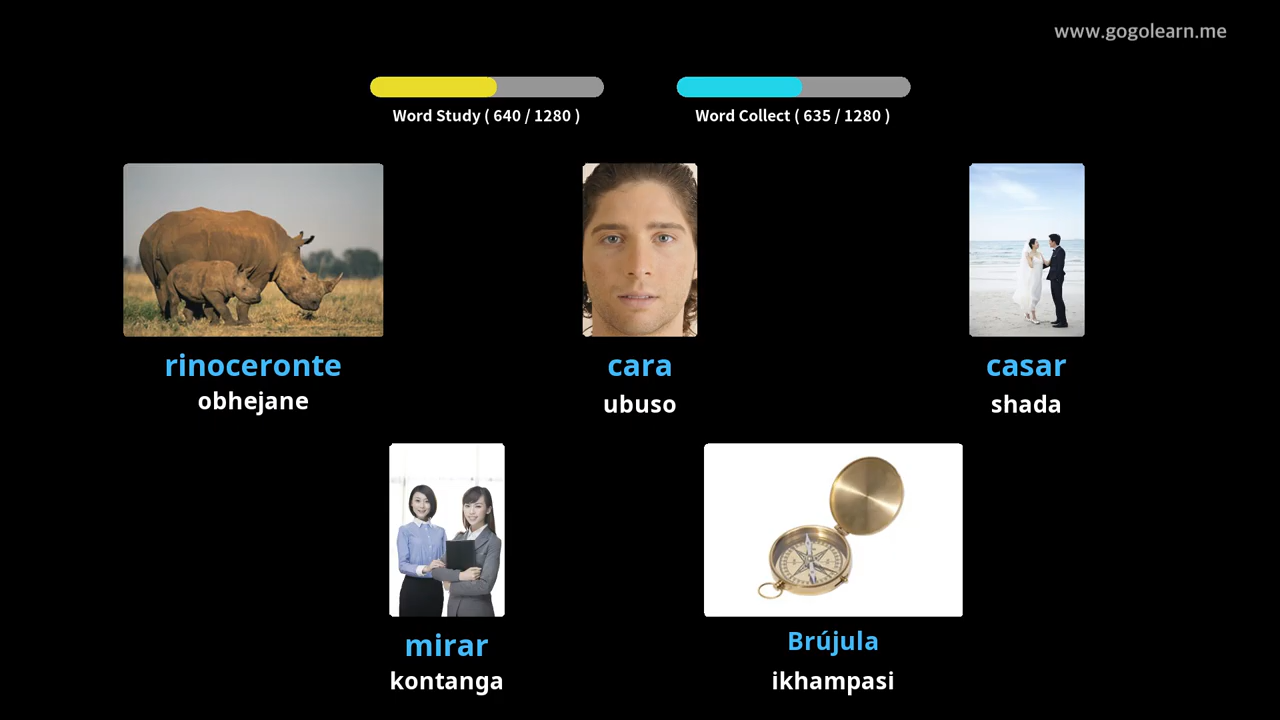 www.gogolearn.me
Word Study ( 640 / 1280 )
Word Collect ( 635 / 1280 )
rinoceronte
obhejane
cara
ubuso
casar
shada
mirar
kontanga
Brújula
ikhampasi